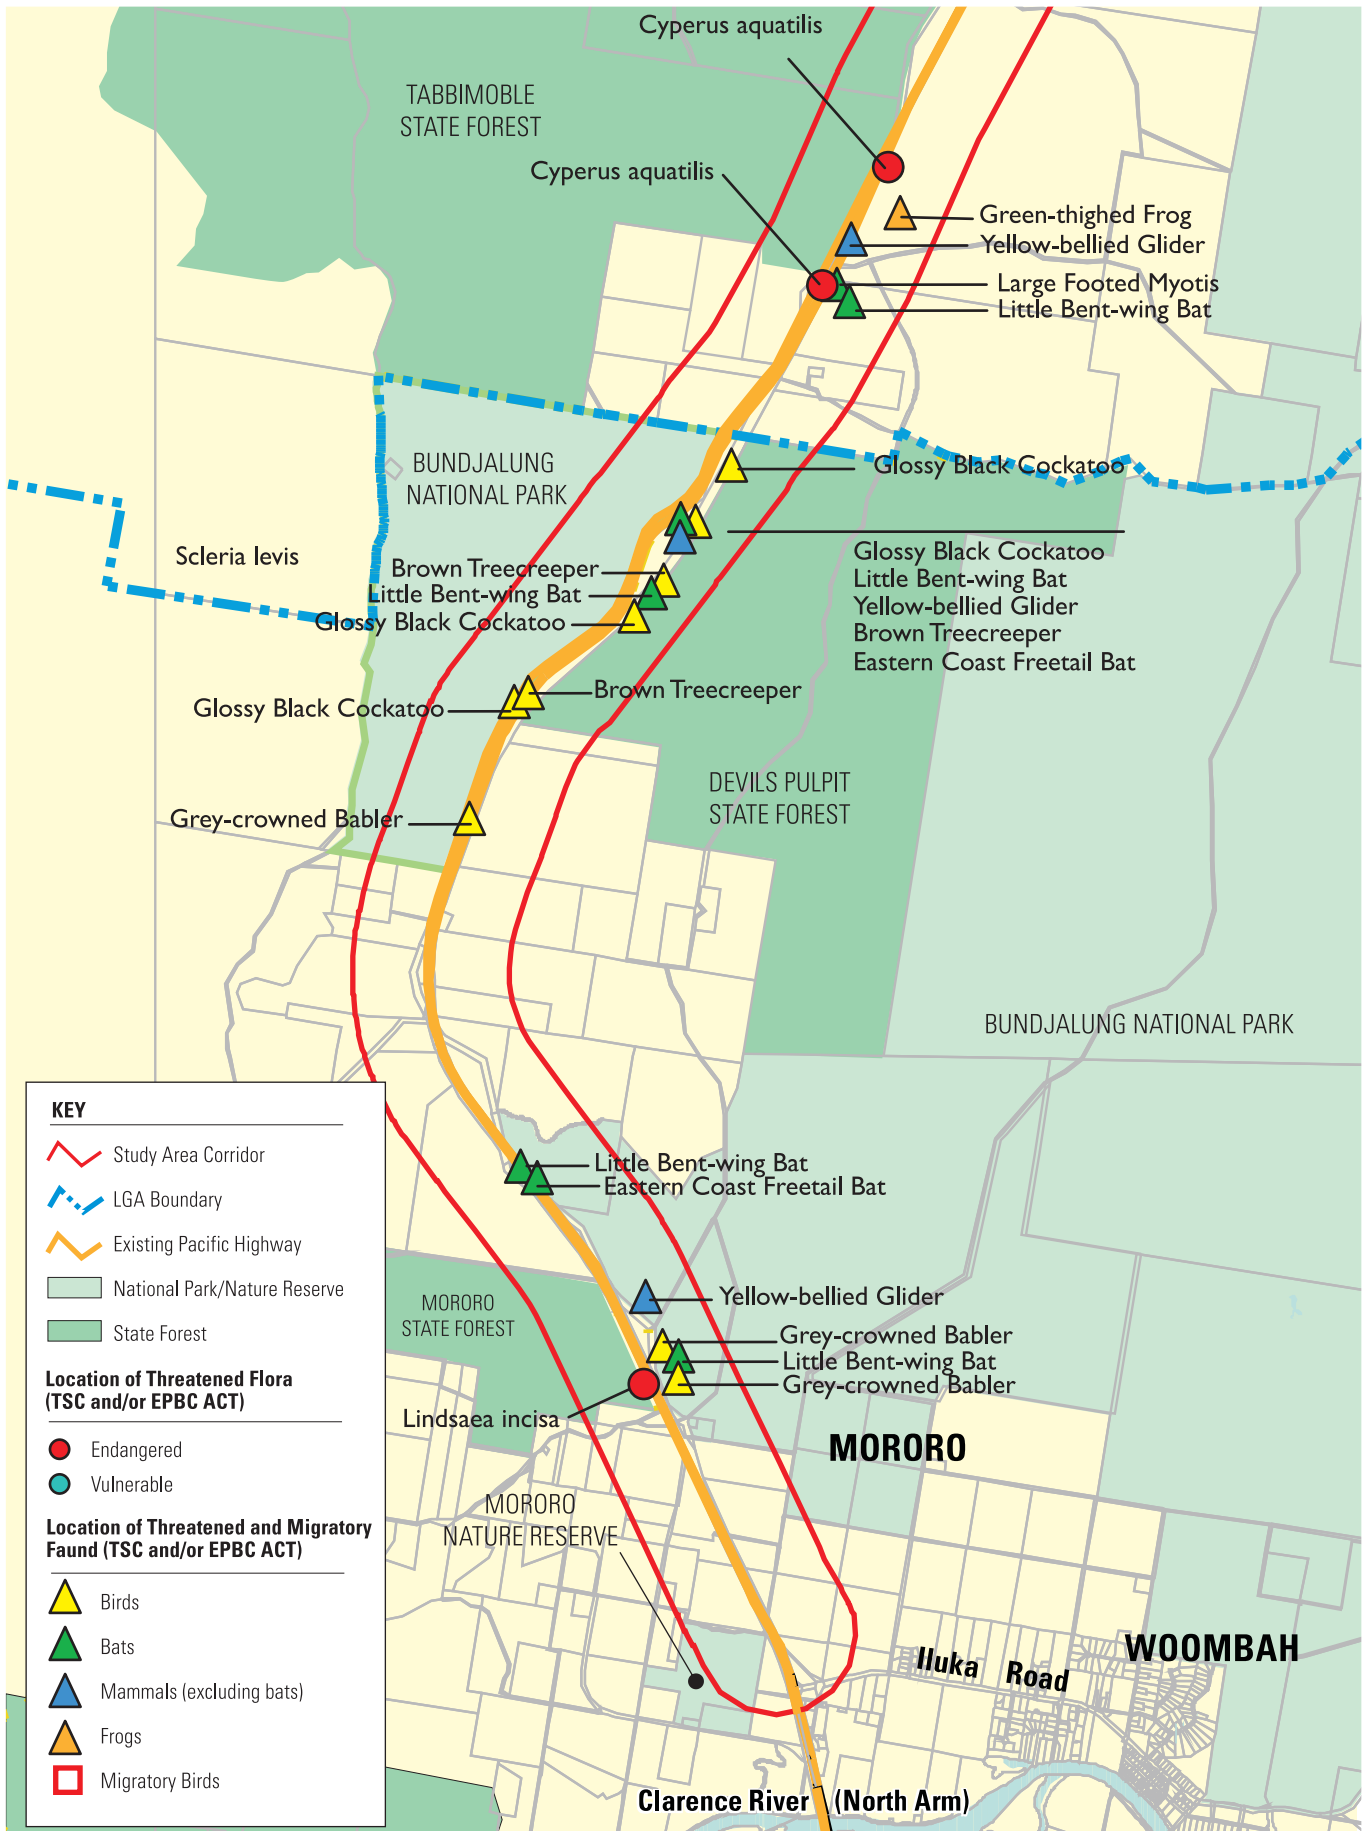 Cyperus aquatilis
TABBIMOBLE
STATE FOREST
Cyperus aquatilis
Green-thighed Frog
Yellow-bellied Glider
Large Footed Myotis
Little Bent-wing Bat
BUNDJALUNG
NATIONAL PARK
Glossy Black Cockatoo
Scleria levis
Glossy Black Cockatoo
Little Bent-wing Bat
Yellow-bellied Glider
Brown Treecreeper
Eastern Coast Freetail Bat
Brown Treecreeper
Little Bent-wing Bat
Glossy Black Cockatoo
Brown Treecreeper
Glossy Black Cockatoo
DEVILS PULPIT
STATE FOREST
Grey-crowned Babler
BUNDJALUNG NATIONAL PARK
Little Bent-wing Bat
Eastern Coast Freetail Bat
Yellow-bellied Glider
MORORO
STATE FOREST
Grey-crowned Babler
Little Bent-wing Bat
Grey-crowned Babler
Lindsaea incisa
MORORO
MORORO
NATURE RESERVE
WOOMBAH
Iluka Road
Clarence River (North Arm)
KEY
Study Area Corridor
LGA Boundary
Existing Pacific Highway
National Park/Nature Reserve
State Forest
Location of Threatened Flora
(TSC and/or EPBC ACT)
Endangered
Vulnerable
Location of Threatened and Migratory
Faund (TSC and/or EPBC ACT)
Birds
Bats
Mammals (excluding bats)
Frogs
Migratory Birds